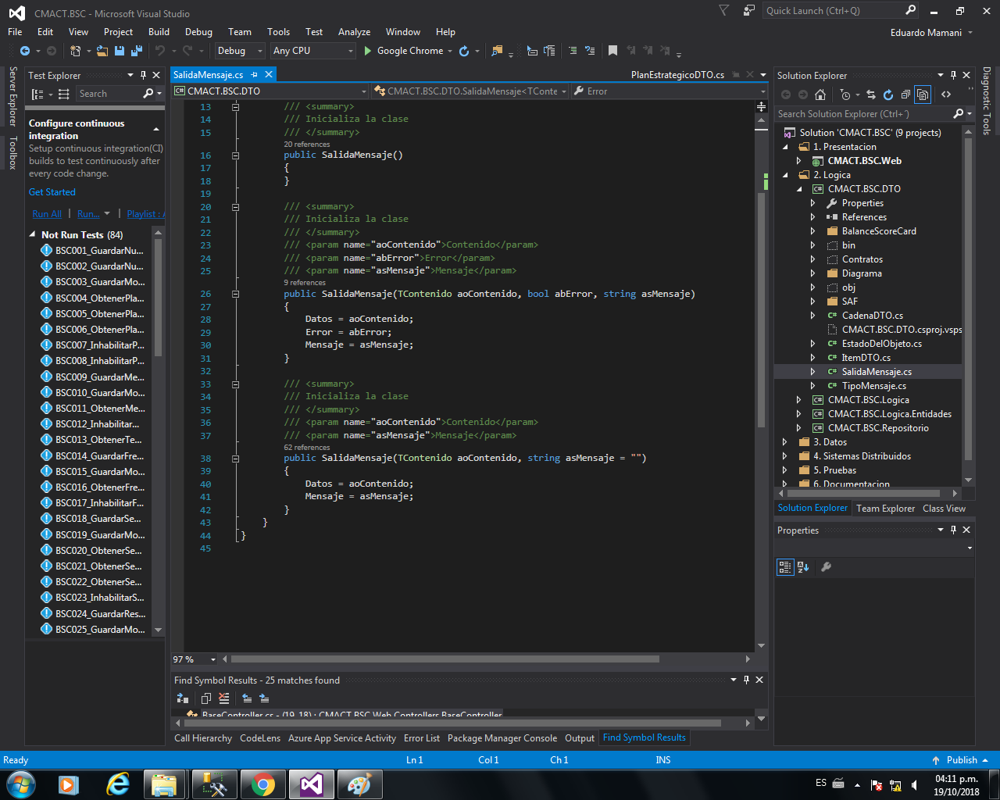 CMACT.BSC - Microsoft Visual Studio
Quick Launch (Ctrl+Q)
File Edit View Project Build Debug Team Tools Test Analyze Window Help
Eduardo Mamani
Debug Any CPU Google Chrome
Server Explorer
Toolbox
Test Explorer
Search
Configure continuous
integration
Setup continuous integration(CI)
builds to test continuously after
every code change.
Get Started
Run All | Run... | Playlist :
Not Run Tests (84)
BSC001_GuardarNu...
BSC002_GuardarNu...
BSC003_GuardarMo...
BSC004_ObtenerPla...
BSC005_ObtenerPla...
BSC006_ObtenerPla...
BSC007_InhabilitarP...
BSC008_InhabilitarP...
BSC009_GuardarMe...
BSC010_GuardarMo...
BSC011_ObtenerMe...
BSC012_Inhabilitar...
BSC013_ObtenerTe...
BSC014_GuardarFre...
BSC015_GuardarMo...
BSC016_ObtenerFre...
BSC017_InhabilitarF...
BSC018_GuardarSe...
BSC019_GuardarMo...
BSC020_ObtenerSe...
BSC021_ObtenerSe...
BSC022_ObtenerSe...
BSC023_InhabilitarS...
BSC024_GuardarRes...
BSC025_GuardarMo...
SalidaMensaje.cs
PlanEstrategicoDTO.cs
CMACT.BSC.DTO
CMACT.BSC.DTO.SalidaMensaje<TConte
Error
13 /// <summary>
14 /// Inicializa la clase
15 /// </summary>
20 references
16 public SalidaMensaje()
17 {
18 }
19
20 /// <summary>
21 /// Inicializa la clase
22 /// </summary>
23 /// <param name="aoContenido">Contenido</param>
24 /// <param name="abError">Error</param>
25 /// <param name="asMensaje">Mensaje</param>
9 references
26 public SalidaMensaje(TContenido aoContenido, bool abError, string asMensaje)
27 {
28 Datos = aoContenido;
29 Error = abError;
30 Mensaje = asMensaje;
31 }
32
33 /// <summary>
34 /// Inicializa la clase
35 /// </summary>
36 /// <param name="aoContenido">Contenido</param>
37 /// <param name="asMensaje">Mensaje</param>
62 references
38 public SalidaMensaje(TContenido aoContenido, string asMensaje = "")
39 {
40 Datos = aoContenido;
41 Mensaje = asMensaje;
42 }
43 }
44 }
45
97 %
Find Symbol Results - 25 matches found
BaseController.cs - (19, 18) : CMACT.BSC.Web.Controllers.BaseController
Call Hierarchy CodeLens Azure App Service Activity Error List Package Manager Console Output Find Symbol Results
Solution Explorer
Search Solution Explorer (Ctrl+´)
Solution 'CMACT.BSC' (9 projects)
1. Presentacion
CMACT.BSC.Web
2. Logica
CMACT.BSC.DTO
Properties
References
BalanceScoreCard
bin
Contratos
Diagrama
obj
SAF
CadenaDTO.cs
CMACT.BSC.DTO.csproj.vsps
EstadoDelObjeto.cs
ItemDTO.cs
SalidaMensaje.cs
TipoMensaje.cs
CMACT.BSC.Logica
CMACT.BSC.Logica.Entidades
CMACT.BSC.Repositorio
3. Datos
4. Sistemas Distribuidos
5. Pruebas
6. Documentacion
Solution Explorer Team Explorer Class View
Properties
Diagnostic Tools
Ready Ln 1 Col 1 Ch 1 INS Publish
ES
04:11 p.m.
19/10/2018